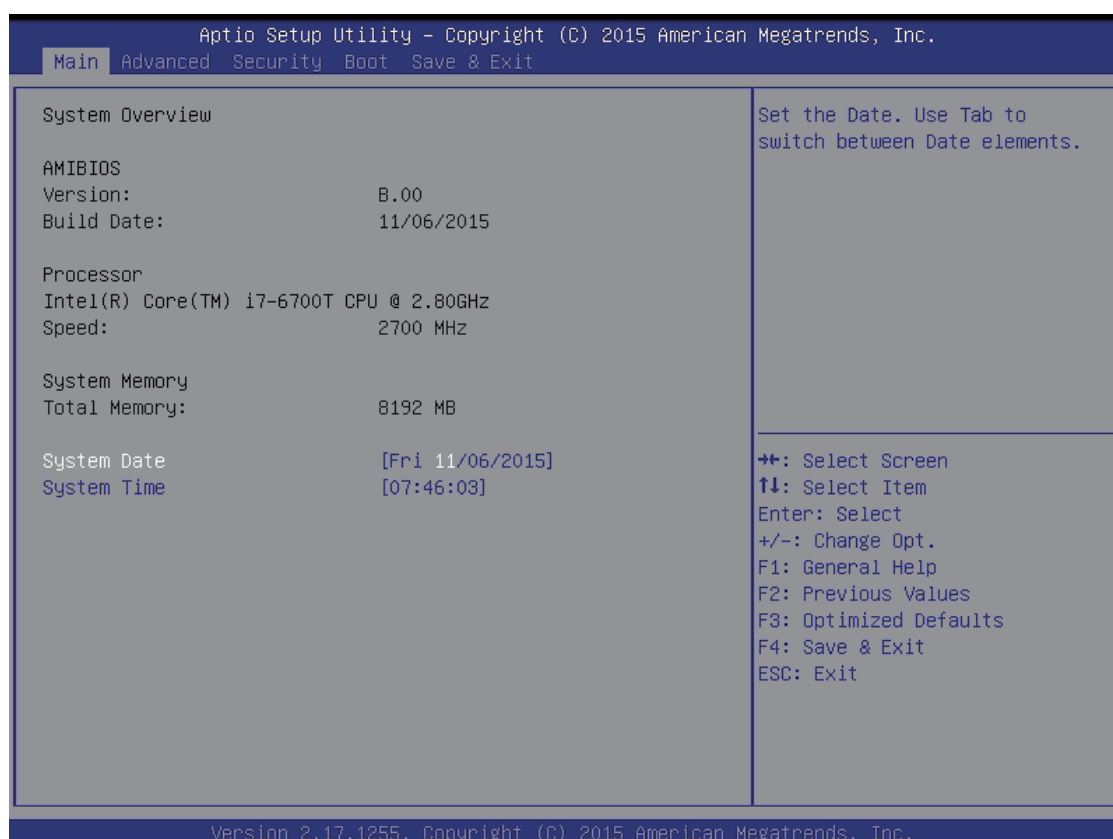 Aptio Setup Utility – Copyright (C) 2015 American Megatrends, Inc.
Main Advanced Security Boot Save & Exit
System Overview
AMIBIOS
Version: B.00
Build Date: 11/06/2015
Processor
Intel(R) Core(TM) i7-6700T CPU @ 2.80GHz
Speed: 2700 MHz
System Memory
Total Memory: 8192 MB
System Date [Fri 11/06/2015]
System Time [07:46:03]
Set the Date. Use Tab to
switch between Date elements.
→←: Select Screen
↑↓: Select Item
Enter: Select
+/-: Change Opt.
F1: General Help
F2: Previous Values
F3: Optimized Defaults
F4: Save & Exit
ESC: Exit
Version 2.17.1255. Copyright (C) 2015 American Megatrends, Inc.